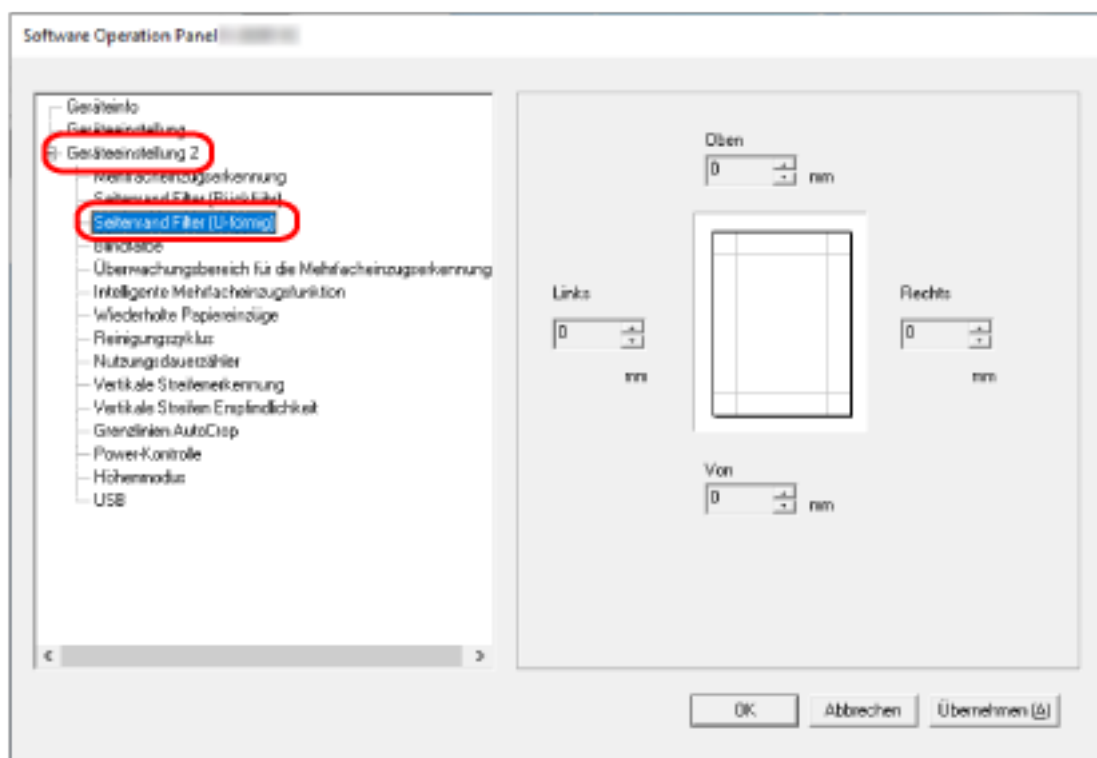 Software Operation Panel
Geräteinfo
Geräteeinstellung
Geräteeinstellung 2
Mehrfacheinzugserkennung
Seitenrand Filter (Rückführ)
Seitenrand Filter (U-förmig)
Blindfarbe
Überwachungsbereich für die Mehrfacheinzugserkennung
Intelligente Mehrfacheinzugsfunktion
Wiederholte Papiereinzüge
Reinigungszyklus
Nutzungsdauerzähler
Vertikale Streifenerkennung
Vertikale Streifen Empfindlichkeit
Grenzlinien AutoCrop
Power-Kontrolle
Höhenmodus
USB
Oben
0 mm
Links
0
mm
Rechts
0
mm
Von
0 mm
OK Abbrechen Übernehmen (A)